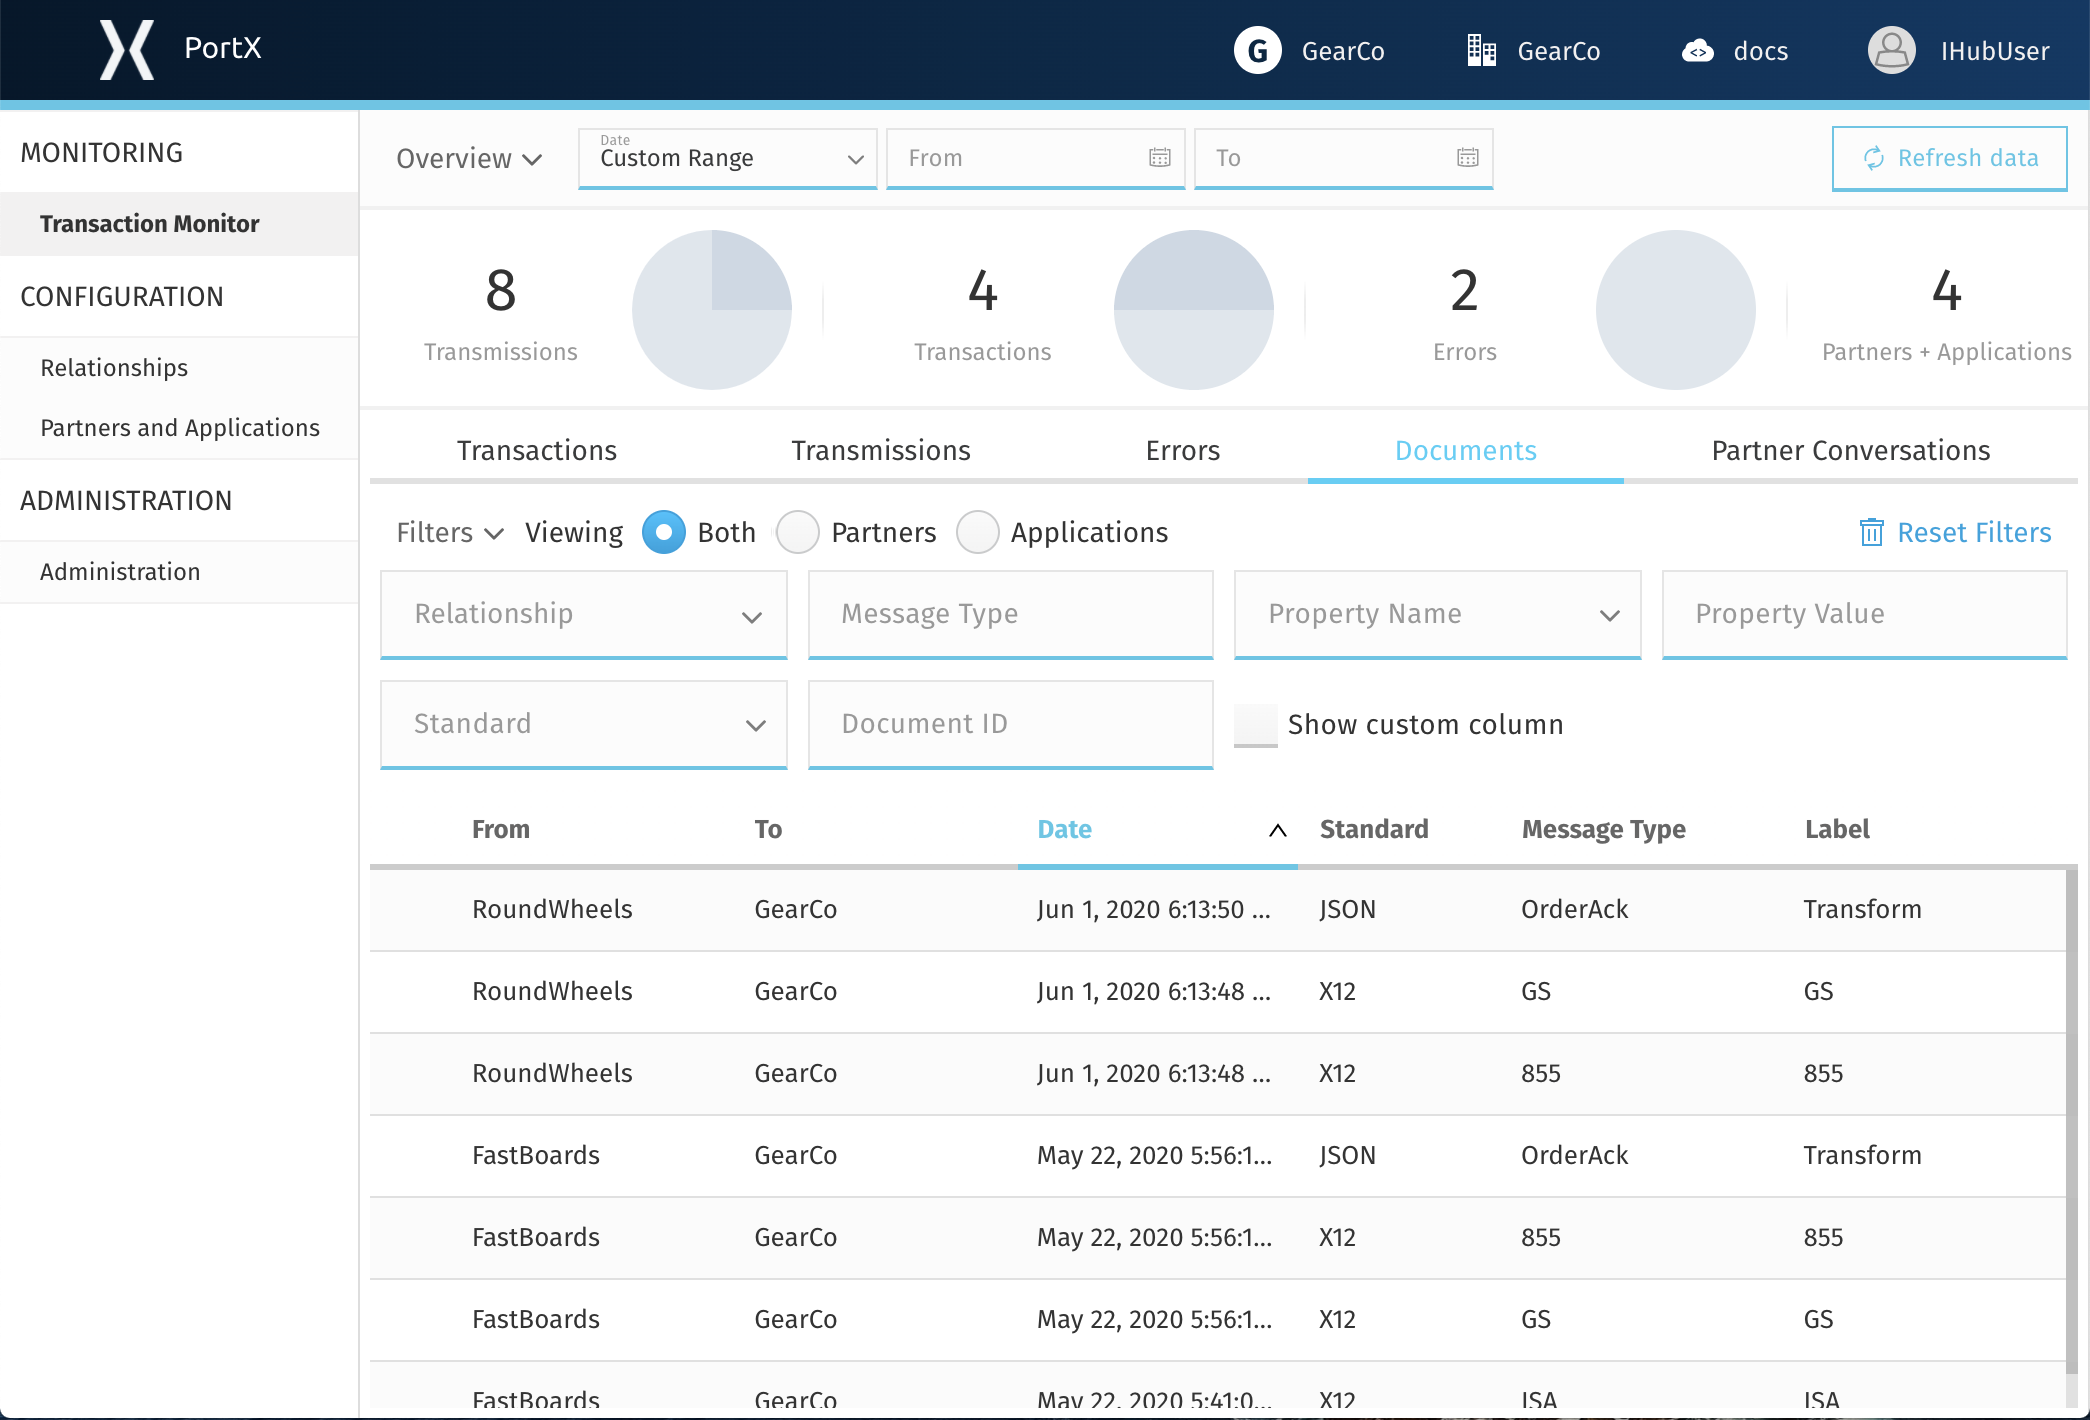 PortX
G GearCo
GearCo
docs
IHubUser
MONITORING
Transaction Monitor
CONFIGURATION
Relationships
Partners and Applications
ADMINISTRATION
Administration
Overview
Date
Custom Range
From
To
Refresh data
8
Transmissions
4
Transactions
2
Errors
4
Partners + Applications
Transactions Transmissions Errors Documents Partner Conversations
Filters Viewing Both Partners Applications Reset Filters
Relationship Message Type Property Name Property Value
Standard Document ID Show custom column
From To Date Standard Message Type Label
RoundWheels GearCo Jun 1, 2020 6:13:50 ... JSON OrderAck Transform
RoundWheels GearCo Jun 1, 2020 6:13:48 ... X12 GS GS
RoundWheels GearCo Jun 1, 2020 6:13:48 ... X12 855 855
FastBoards GearCo May 22, 2020 5:56:1... JSON OrderAck Transform
FastBoards GearCo May 22, 2020 5:56:1... X12 855 855
FastBoards GearCo May 22, 2020 5:56:1... X12 GS GS
FastBoards GearCo May 22, 2020 5:41:0... X12 ISA ISA